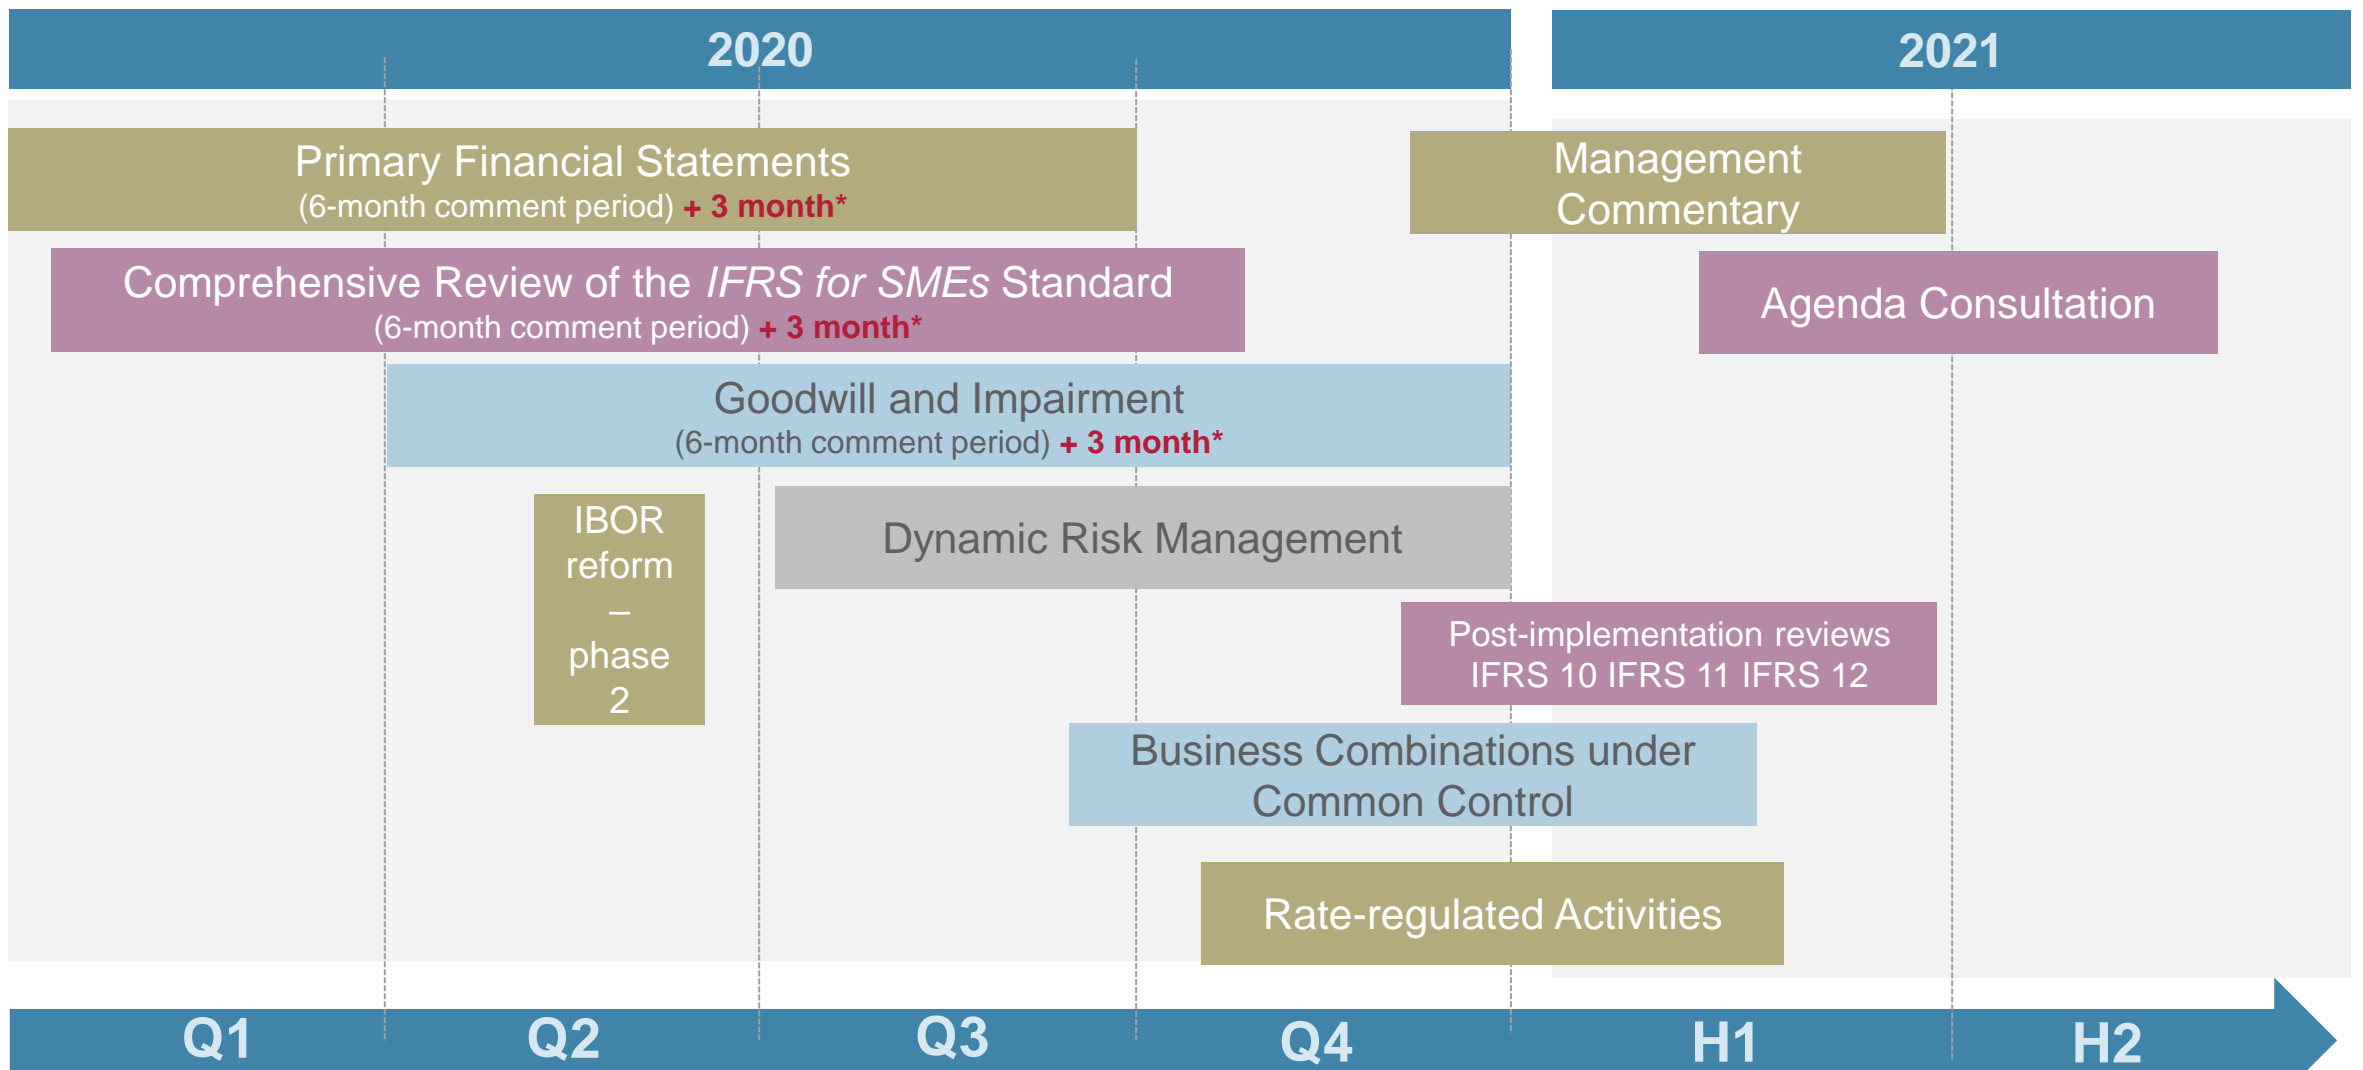 2020
2021
Primary Financial Statements
(6-month comment period) + 3 month*
Management
Commentary
Comprehensive Review of the IFRS for SMEs Standard
(6-month comment period) + 3 month*
Agenda Consultation
Goodwill and Impairment
(6-month comment period) + 3 month*
IBOR
reform
–
phase
2
Dynamic Risk Management
Post-implementation reviews
IFRS 10 IFRS 11 IFRS 12
Business Combinations under
Common Control
Rate-regulated Activities
Q1
Q2
Q3
Q4
H1
H2